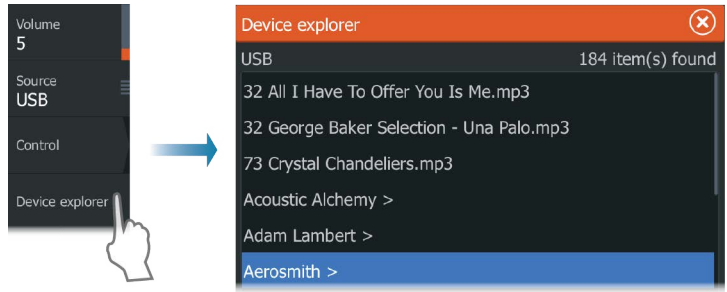 Volume
5
Source
USB
Control
Device explorer
Device explorer
USB 184 item(s) found
32 All I Have To Offer You Is Me.mp3
32 George Baker Selection - Una Palo.mp3
73 Crystal Chandeliers.mp3
Acoustic Alchemy >
Adam Lambert >
Aerosmith >